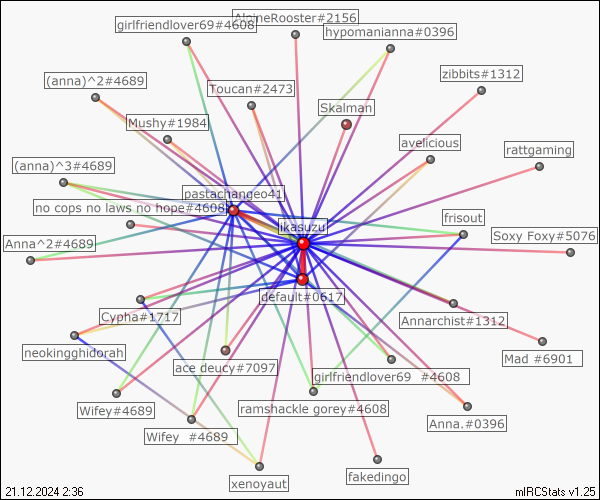 AlpineRooster#2156
girlfriendlover69#4608
hypomanianna#0396
zibbits#1312
(anna)^2#4689
Toucan#2473
Skalman
Mushy#1984
avelicious
rattgaming
(anna)^3#4689
pastachangeo41
no cops no laws no hope#4608
frisout
ikasuzu
Soxy Foxy#5076
Anna^2#4689
default#0617
Cypha#1717
Annarchist#1312
neokingghidorah
Mad #6901
ace deucy#7097
girlfriendlover69 #4608
Wifey#4689
ramshackle gorey#4608
Anna.#0396
Wifey #4689
fakedingo
xenoyaut
21.12.2024 2:36
mIRCStats v1.25